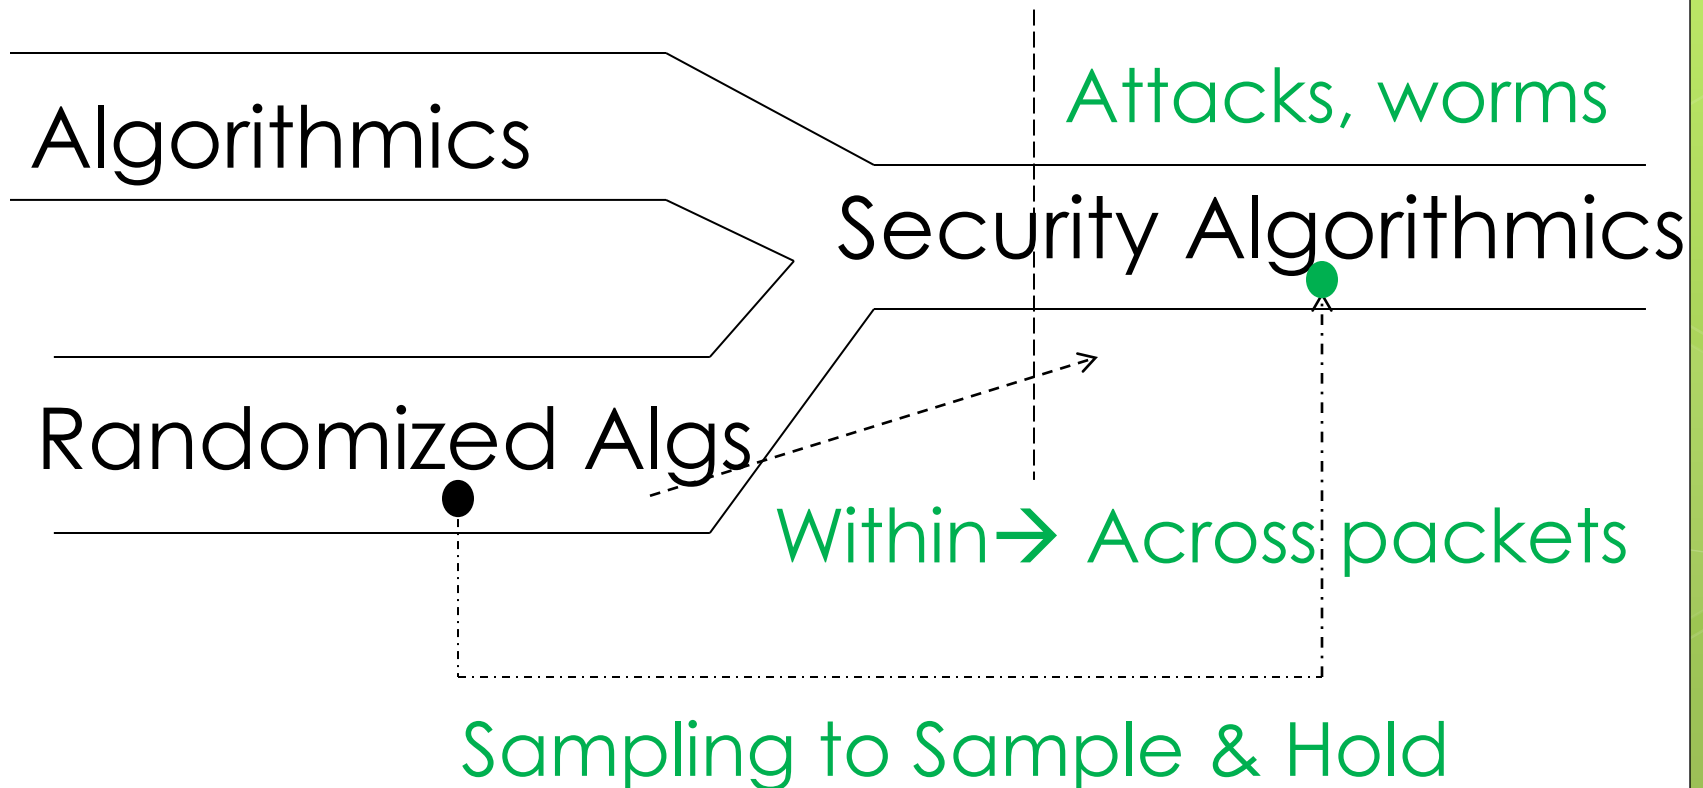 Attacks, worms
Algorithmics
Security Algorithmics
Randomized Algs
Within→ Across packets
Sampling to Sample & Hold